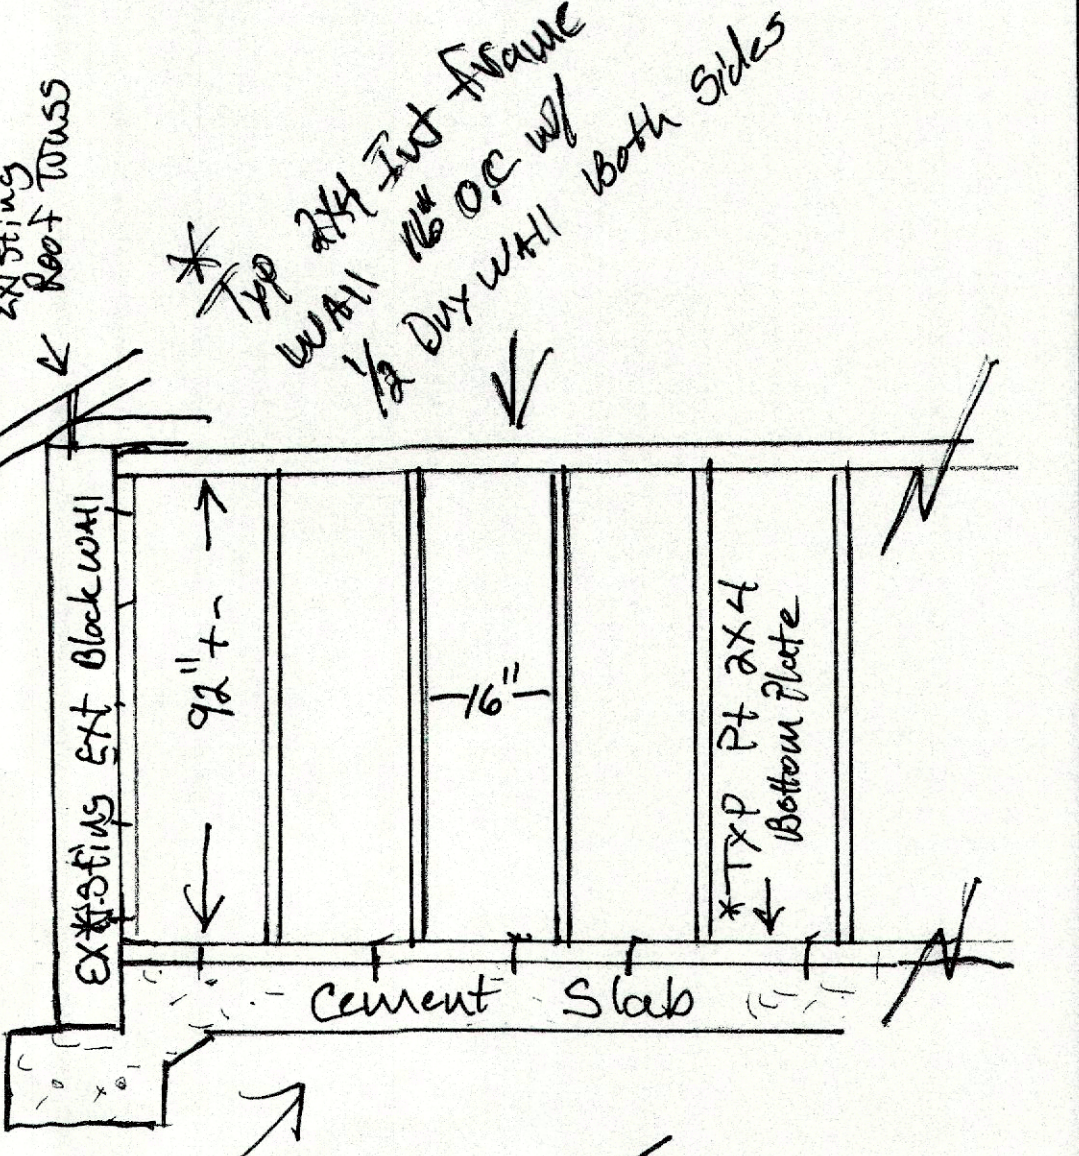 Existing
Roof Truss
* Typ 2x4 Int Frame
WAll 16" O.C w/
1/2 Dry WAll Both Sides
Existing Ext Block WAll
92" + -
16"
* Typ Pt 2x4
Bottom Plate
Cement Slab